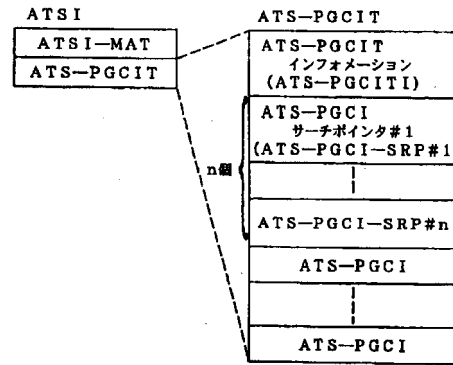 ATSI
ATSI-MAT
ATS-PGCIT
ATS-PGCIT
ATS-PGCIT
インフォメーション
(ATS-PGCITI)
ATS-PGCI
サーチポインタ#1
(ATS-PGCI-SRP#1
n個
ATS-PGCI-SRP#n
ATS-PGCI
ATS-PGCI